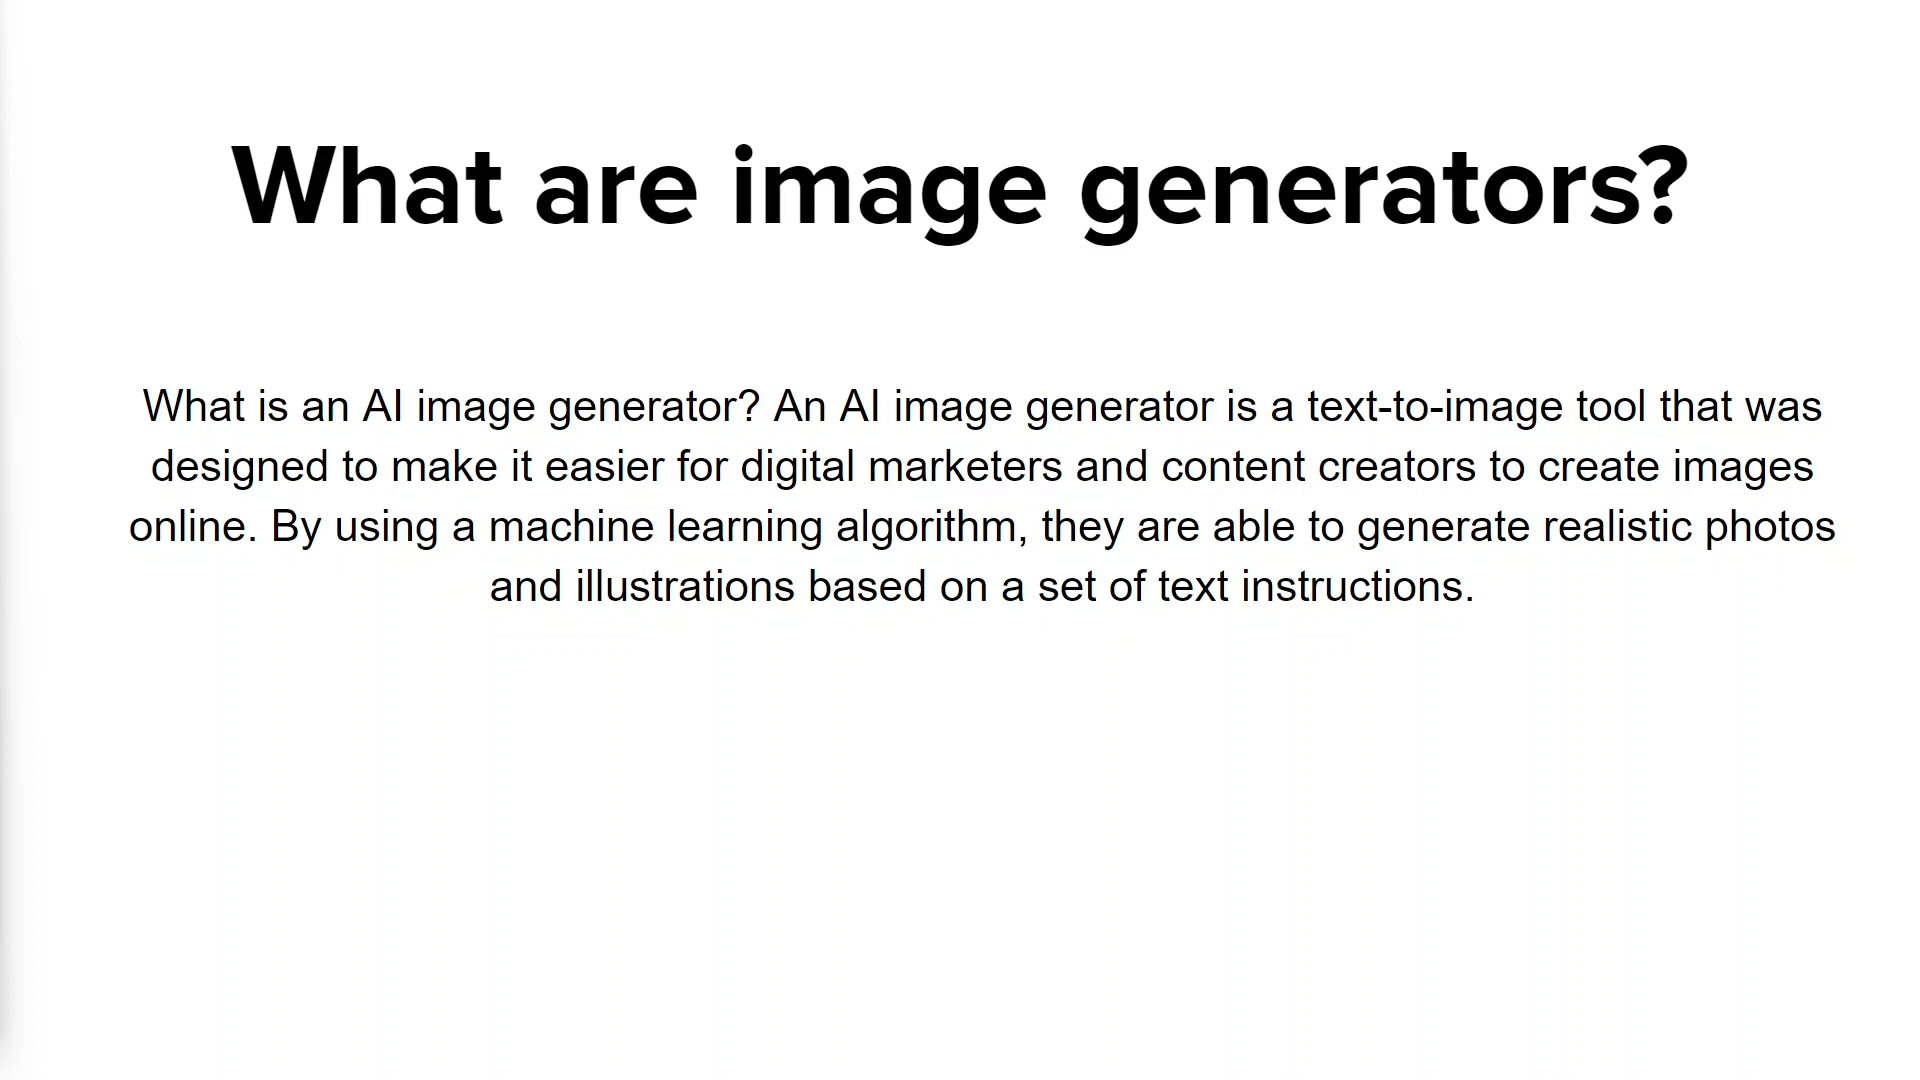 What are image generators?
What is an AI image generator? An AI image generator is a text-to-image tool that was
designed to make it easier for digital marketers and content creators to create images
online. By using a machine learning algorithm, they are able to generate realistic photos
and illustrations based on a set of text instructions.